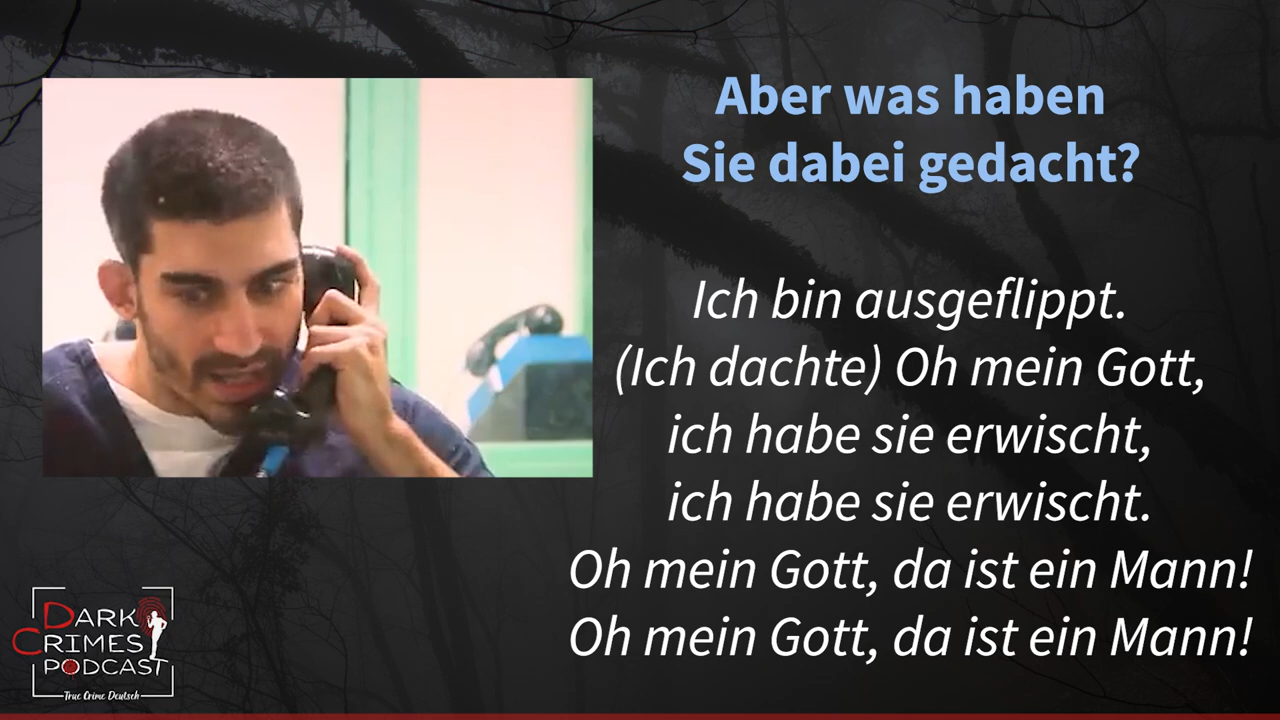 Aber was haben
Sie dabei gedacht?
Ich bin ausgeflippt.
(Ich dachte) Oh mein Gott,
ich habe sie erwischt,
ich habe sie erwischt.
Oh mein Gott, da ist ein Mann!
Oh mein Gott, da ist ein Mann!
DARK
CRIMES
PODCAST
True Crime Deutsch